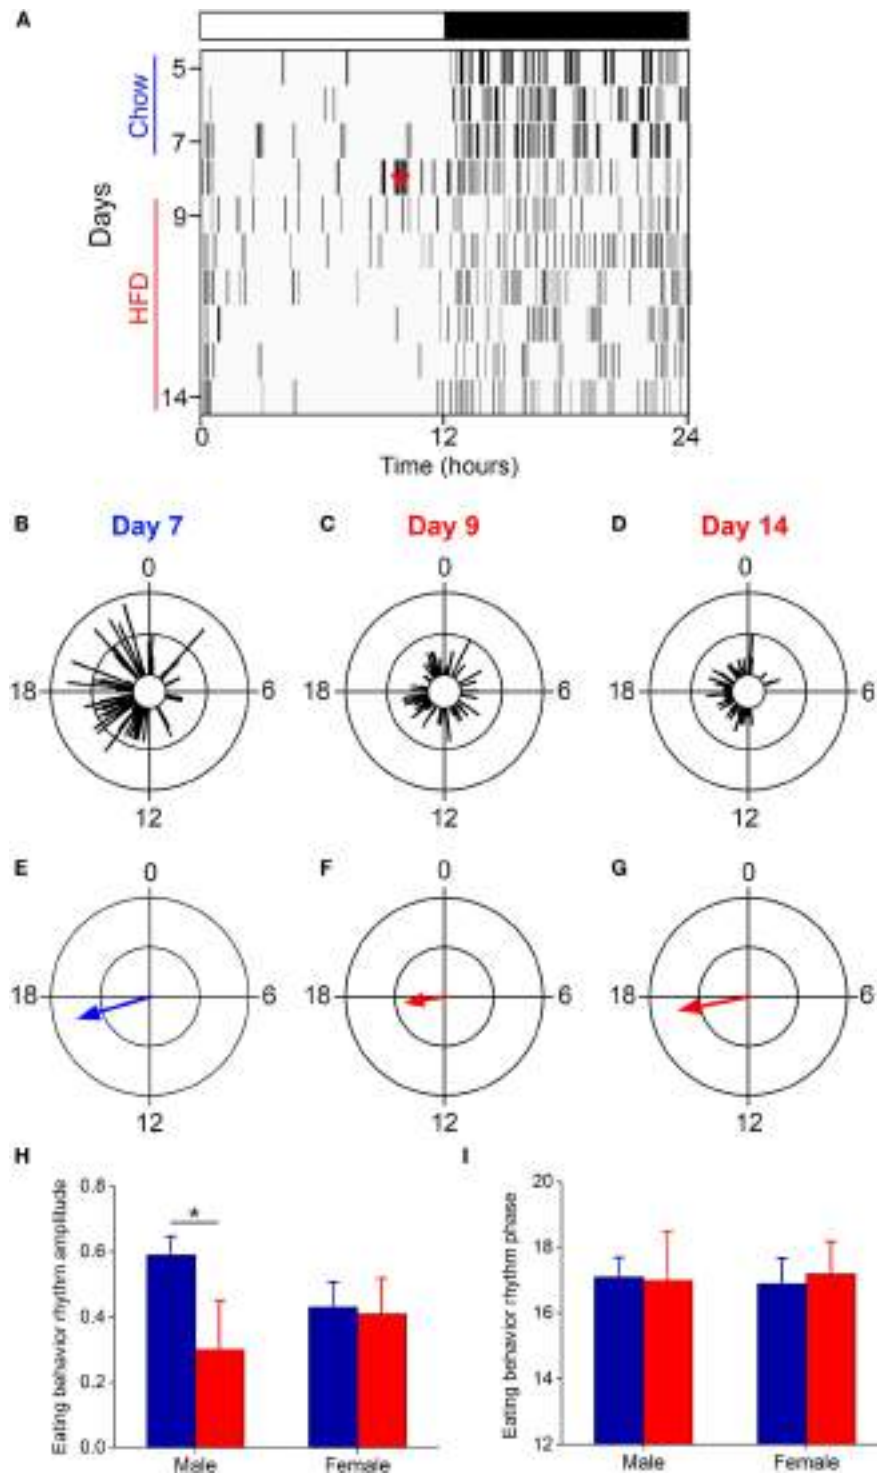 A
Chow
HFD
Days
5
7
9
14
0 12 24
Time (hours)
B Day 7 C Day 9 D Day 14
0 0 0
18 6 18 6 18 6
12 12 12
E F G
0 0 0
18 6 18 6 18 6
12 12 12
H
Eating behavior rhythm amplitude
0.8
0.6
0.4
0.2
0.0
*
Male Female
I
Eating behavior rhythm phase
20
18
16
14
12
Male Female